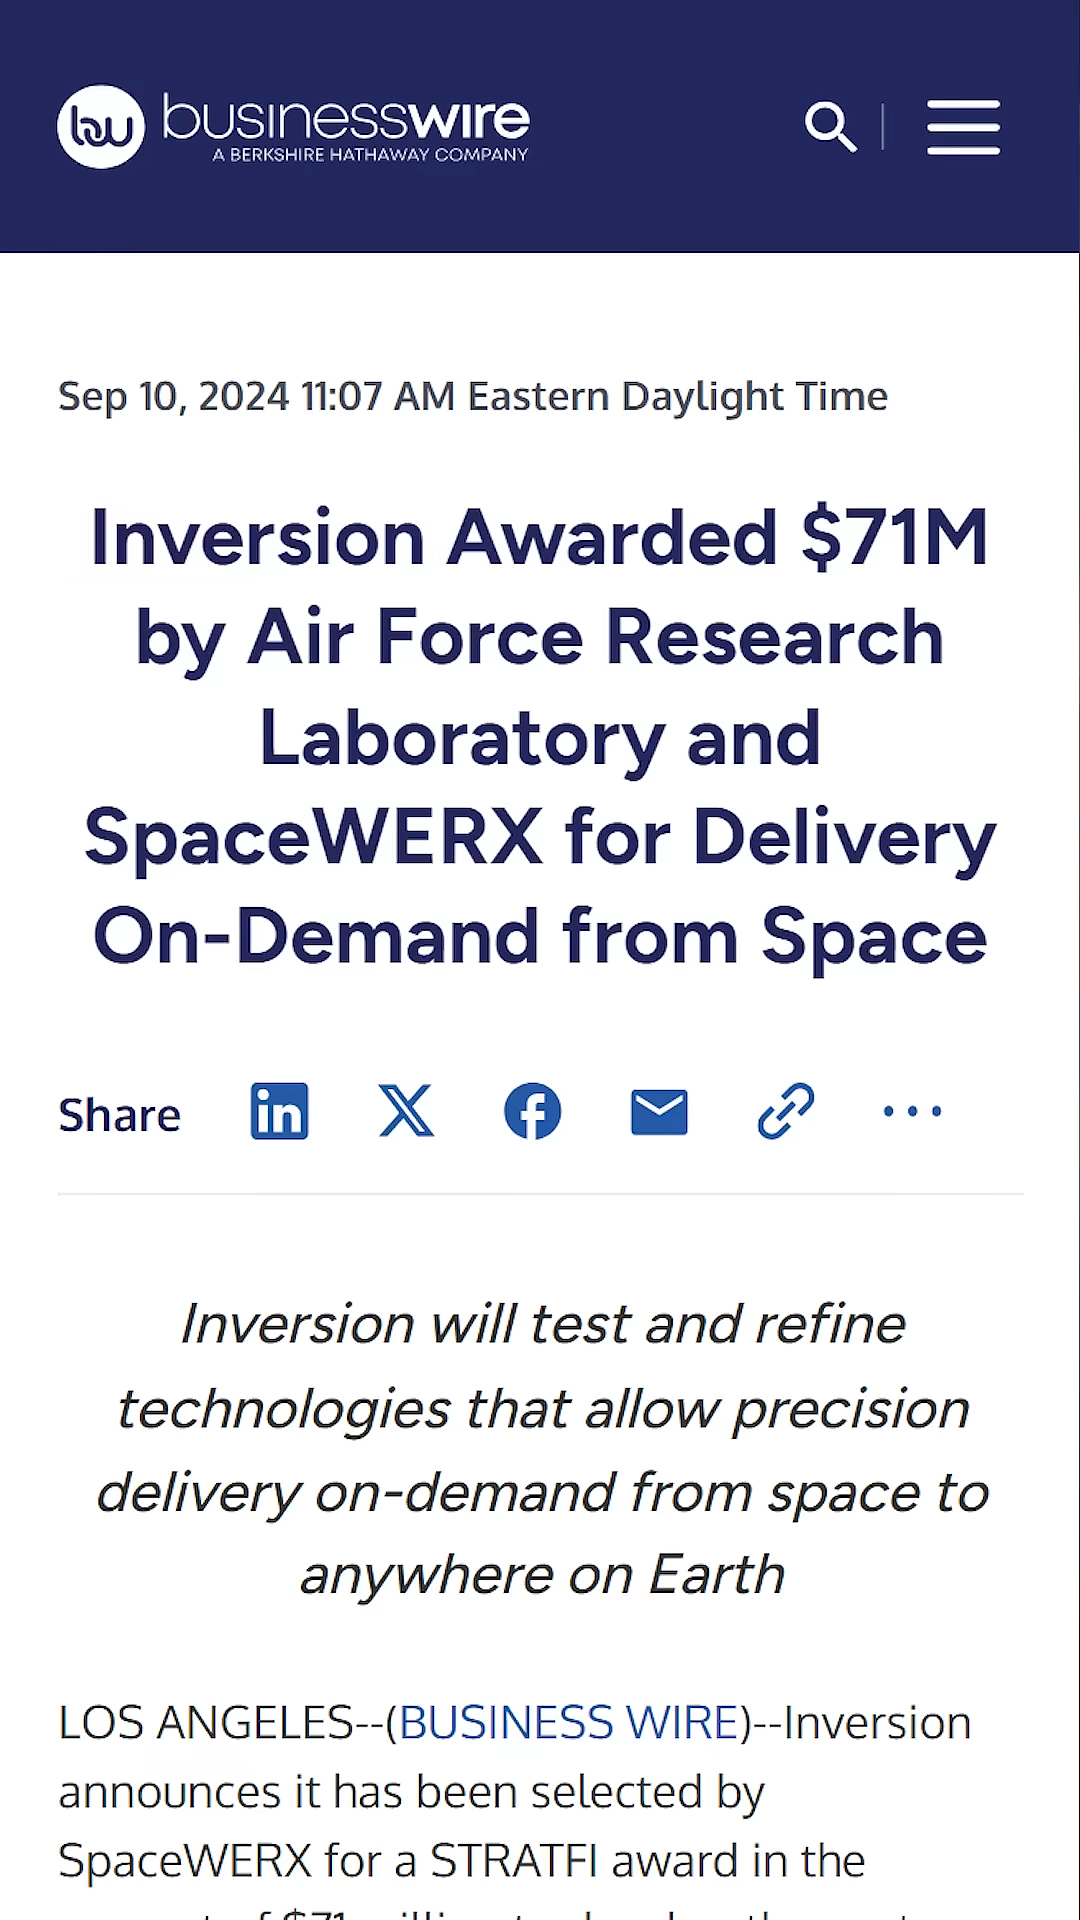 bw businesswire
A BERKSHIRE HATHAWAY COMPANY
Sep 10, 2024 11:07 AM Eastern Daylight Time
Inversion Awarded $71M
by Air Force Research
Laboratory and
SpaceWERX for Delivery
On-Demand from Space
Share
Inversion will test and refine
technologies that allow precision
delivery on-demand from space to
anywhere on Earth
LOS ANGELES--(BUSINESS WIRE)--Inversion
announces it has been selected by
SpaceWERX for a STRATFI award in the